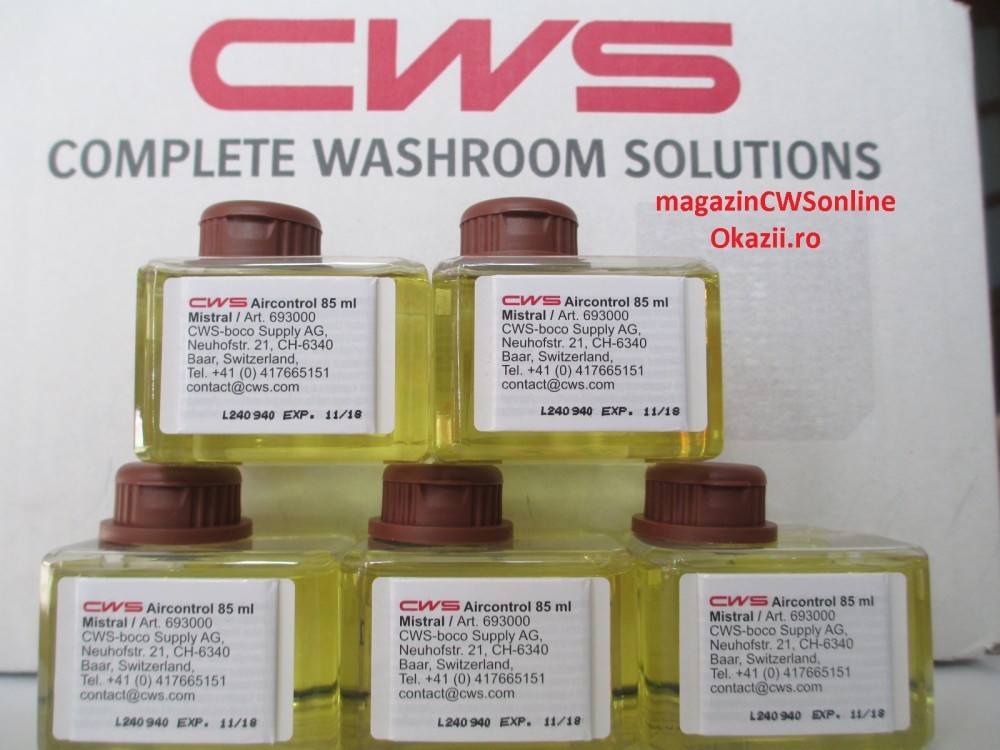 CWS
COMPLETE WASHROOM SOLUTIONS
magazinCWSonline
Okazii.ro
CWS Aircontrol 85 ml
Mistral / Art. 693000
CWS-boco Supply AG,
Neuhofstr. 21, CH-6340
Baar, Switzerland,
Tel. +41 (0) 417665151
contact@cws.com
L240940 EXP. 11/18
CWS Aircontrol 85 ml
Mistral / Art. 693000
CWS-boco Supply AG,
Neuhofstr. 21, CH-6340
Baar, Switzerland,
Tel. +41 (0) 417665151
contact@cws.com
L240940 EXP. 11/18
CWS Aircontrol 85 ml
Mistral / Art. 693000
CWS-boco Supply AG,
Neuhofstr. 21, CH-6340
Baar, Switzerland,
Tel. +41 (0) 417665151
contact@cws.com
L240940 EXP. 11/18
CWS Aircontrol 85 ml
Mistral / Art. 693000
CWS-boco Supply AG,
Neuhofstr. 21, CH-6340
Baar, Switzerland,
Tel. +41 (0) 417665151
contact@cws.com
L240940 EXP. 11/18
CWS Aircontrol 85 ml
Mistral / Art. 693000
CWS-boco Supply AG,
Neuhofstr. 21, CH-6340
Baar, Switzerland,
Tel. +41 (0) 417665151
contact@cws.com
L240940 EXP. 11/18